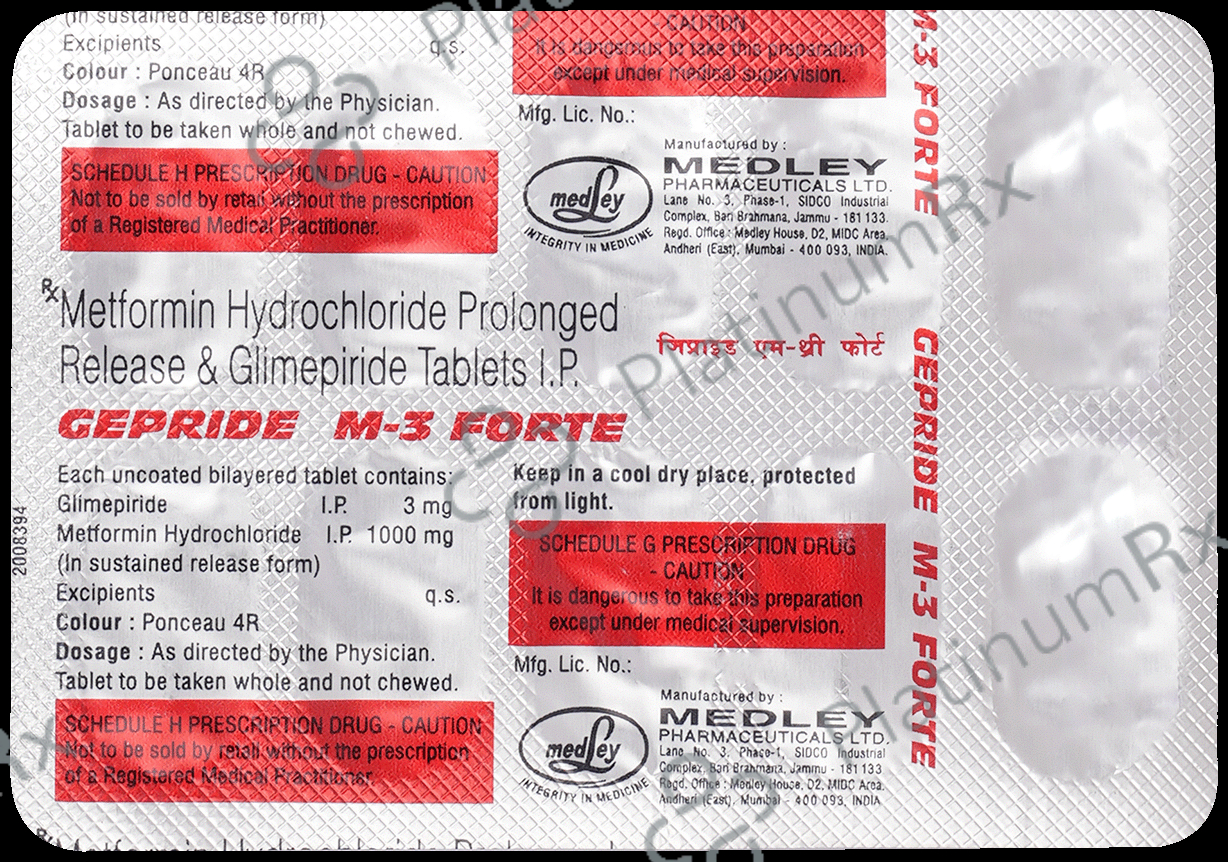 (In sustained release form)
Excipients q.s.
Colour : Ponceau 4R
Dosage : As directed by the Physician.
Tablet to be taken whole and not chewed.
SCHEDULE H PRESCRIPTION DRUG - CAUTION
Not to be sold by retail without the prescription
of a Registered Medical Practitioner.
CAUTION
It is dangerous to take this preparation
except under medical supervision.
Mfg. Lic. No.:
Manufactured by :
medley
INTEGRITY IN MEDICINE
MEDLEY
PHARMACEUTICALS LTD.
Lane No. 3, Phase-1, SIDCO Industrial
Complex, Bari Brahmana, Jammu - 181 133.
Regd. Office : Medley House, D2, MIDC Area,
Andheri (East), Mumbai - 400 093, INDIA.
Rx
Metformin Hydrochloride Prolonged
Release & Glimepiride Tablets I.P.
जिप्राइड एम-थ्री फोर्ट
GEPRIDE M-3 FORTE
Each uncoated bilayered tablet contains:
Glimepiride I.P. 3 mg
Metformin Hydrochloride I.P. 1000 mg
(In sustained release form)
Excipients q.s.
Colour : Ponceau 4R
Dosage : As directed by the Physician.
Tablet to be taken whole and not chewed.
SCHEDULE H PRESCRIPTION DRUG - CAUTION
Not to be sold by retail without the prescription
of a Registered Medical Practitioner.
Keep in a cool dry place, protected
from light.
SCHEDULE G PRESCRIPTION DRUG
- CAUTION
It is dangerous to take this preparation
except under medical supervision.
Mfg. Lic. No.:
Manufactured by :
medley
INTEGRITY IN MEDICINE
MEDLEY
PHARMACEUTICALS LTD.
Lane No. 3, Phase-1, SIDCO Industrial
Complex, Bari Brahmana, Jammu - 181 133
Regd. Office : Medley House, D2, MIDC Area,
Andheri (East), Mumbai - 400 093, INDIA
2008394
M-3 FORTE
GEPRIDE M-3 FORTE
PlatinumRx
PlatinumRx
Platinum
Rx